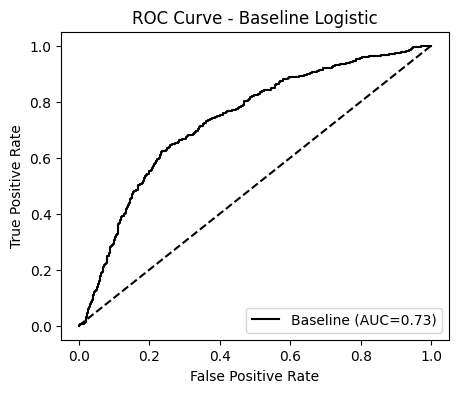 ROC Curve - Baseline Logistic
True Positive Rate
1.0
0.8
0.6
0.4
0.2
0.0
Baseline (AUC=0.73)
0.0 0.2 0.4 0.6 0.8 1.0
False Positive Rate